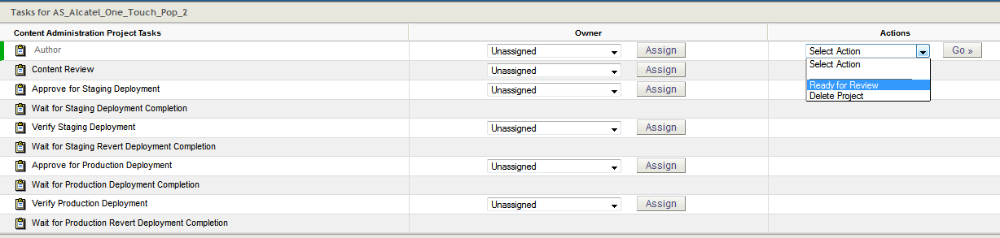 Tasks for AS_Alcatel_One_Touch_Pop_2
Content Administration Project Tasks Owner Actions
Author Unassigned Assign Select Action Go »
Select Action
Content Review Unassigned Assign
Ready for Review
Approve for Staging Deployment Unassigned Assign
Delete Project
Wait for Staging Deployment Completion
Verify Staging Deployment Unassigned Assign
Wait for Staging Revert Deployment Completion
Approve for Production Deployment Unassigned Assign
Wait for Production Deployment Completion
Verify Production Deployment Unassigned Assign
Wait for Production Revert Deployment Completion